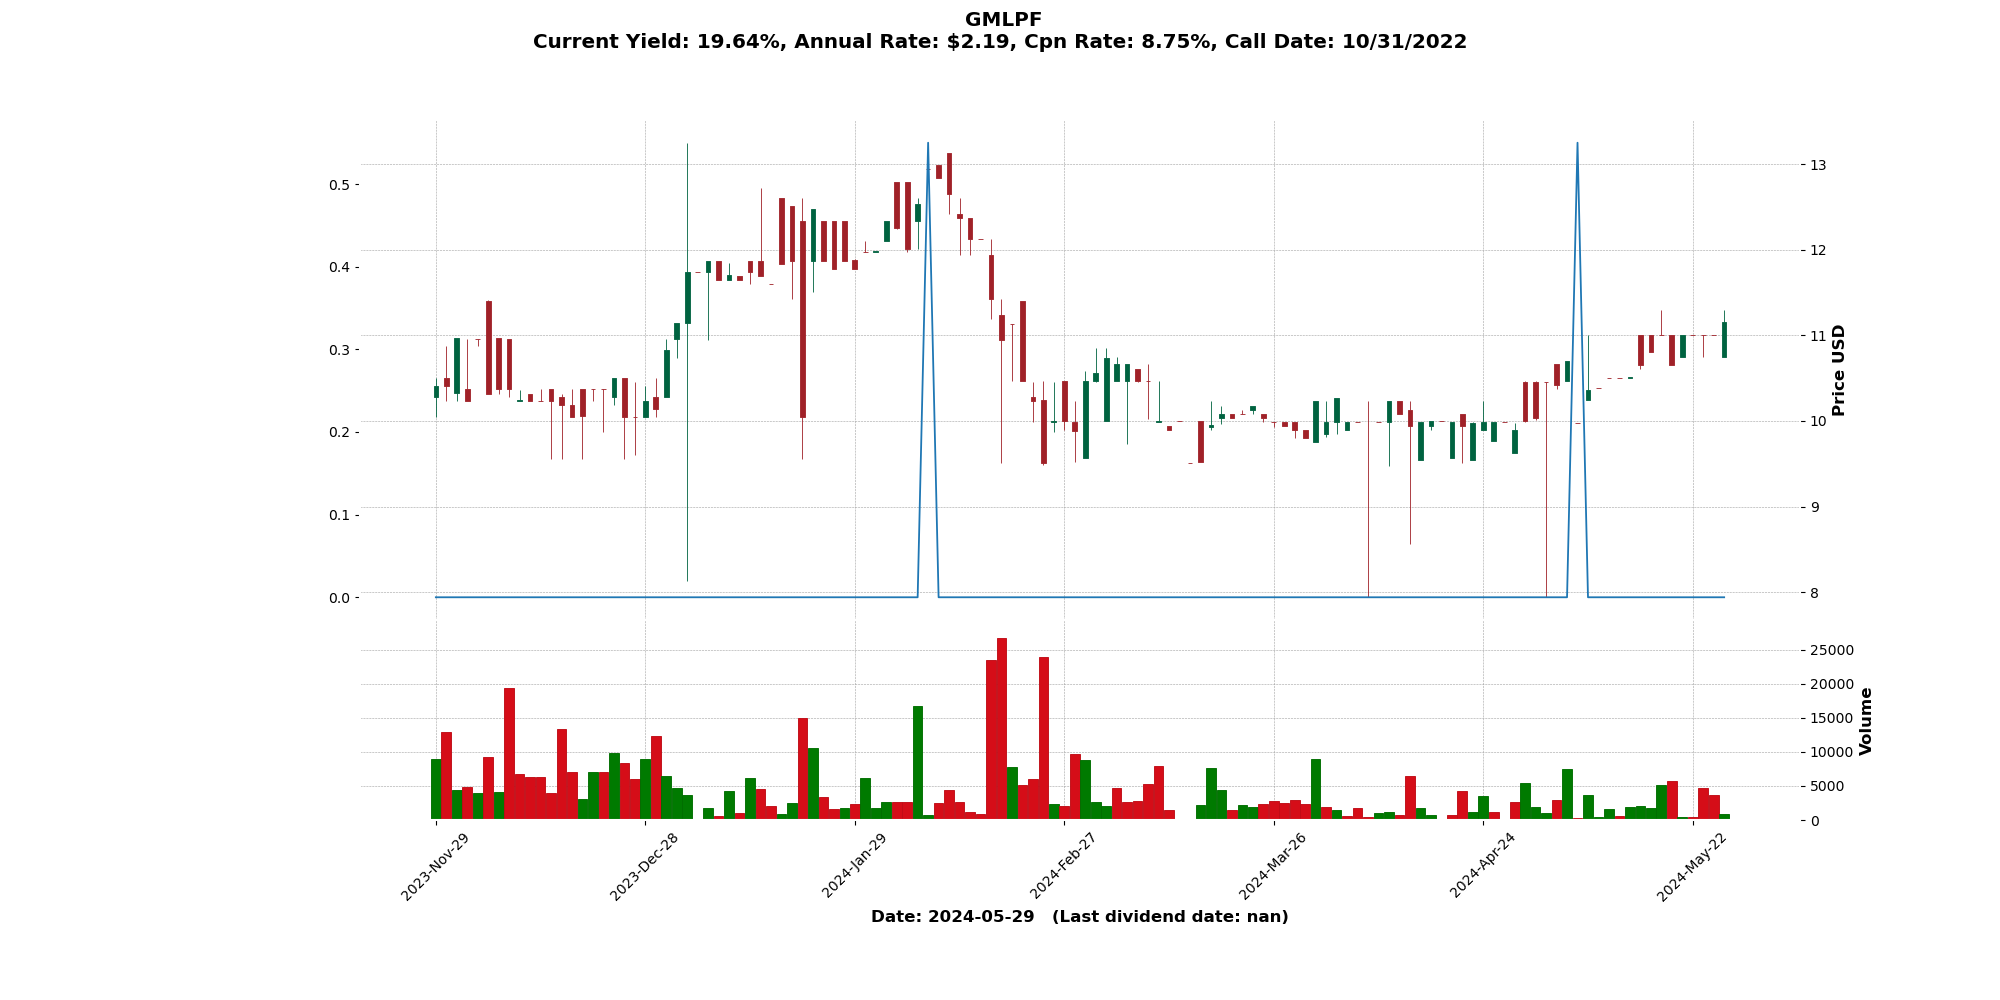 GMLPF
Current Yield: 19.64%, Annual Rate: $2.19, Cpn Rate: 8.75%, Call Date: 10/31/2022
0.5
0.4
0.3
0.2
0.1
0.0
13
12
11
10
9
8
Price USD
25000
20000
15000
10000
5000
0
Volume
2023-Nov-29
2023-Dec-28
2024-Jan-29
2024-Feb-27
2024-Mar-26
2024-Apr-24
2024-May-22
Date: 2024-05-29 (Last dividend date: nan)